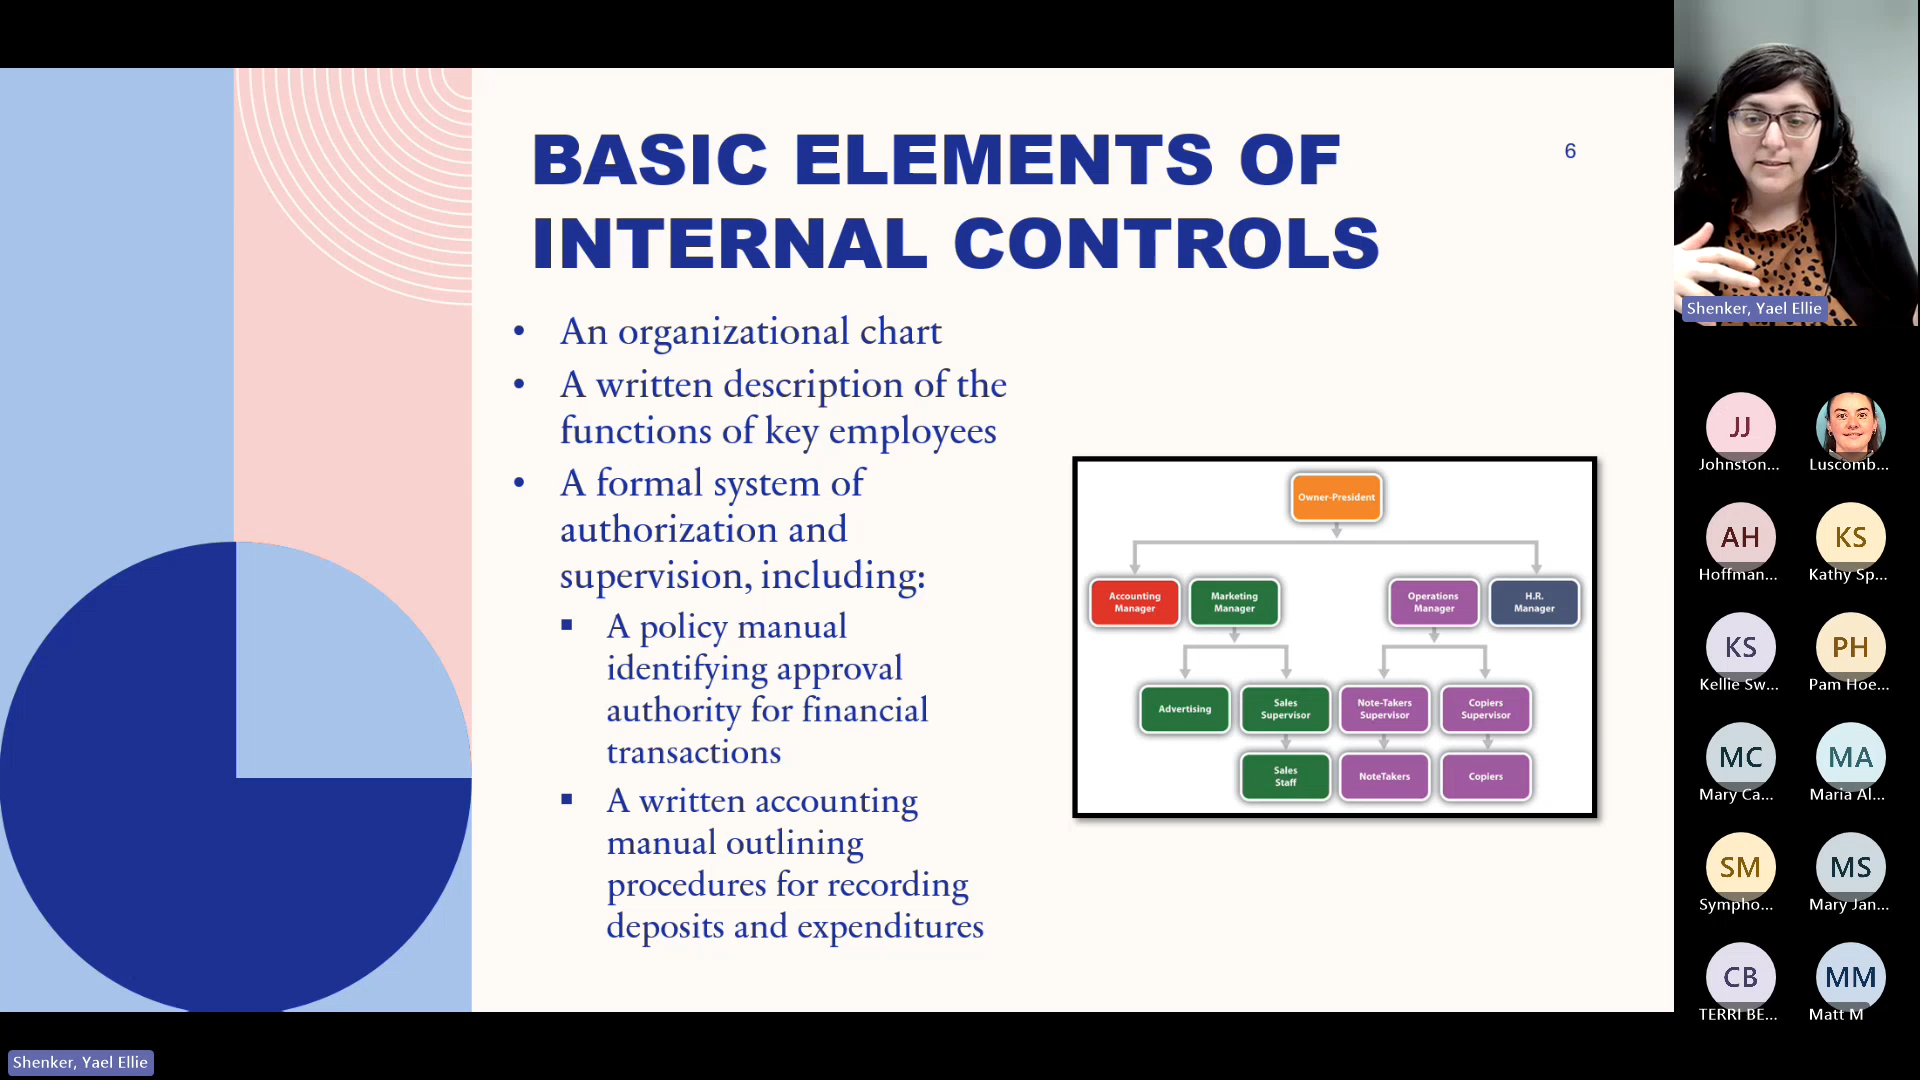 BASIC ELEMENTS OF
INTERNAL CONTROLS
6
• An organizational chart
• A written description of the
functions of key employees
• A formal system of
authorization and
supervision, including:
▪ A policy manual
identifying approval
authority for financial
transactions
▪ A written accounting
manual outlining
procedures for recording
deposits and expenditures
Owner-President
Accounting
Manager
Marketing
Manager
Operations
Manager
H.R.
Manager
Advertising
Sales
Supervisor
Note-Takers
Supervisor
Copiers
Supervisor
Sales
Staff
NoteTakers
Copiers
Shenker, Yael Ellie
JJ
Johnston...
Luscomb...
AH
Hoffman...
KS
Kathy Sp...
KS
Kellie Sw...
PH
Pam Hoe...
MC
Mary Ca...
MA
Maria Al...
SM
Sympho...
MS
Mary Jan...
CB
TERRI BE...
MM
Matt M
Shenker, Yael Ellie